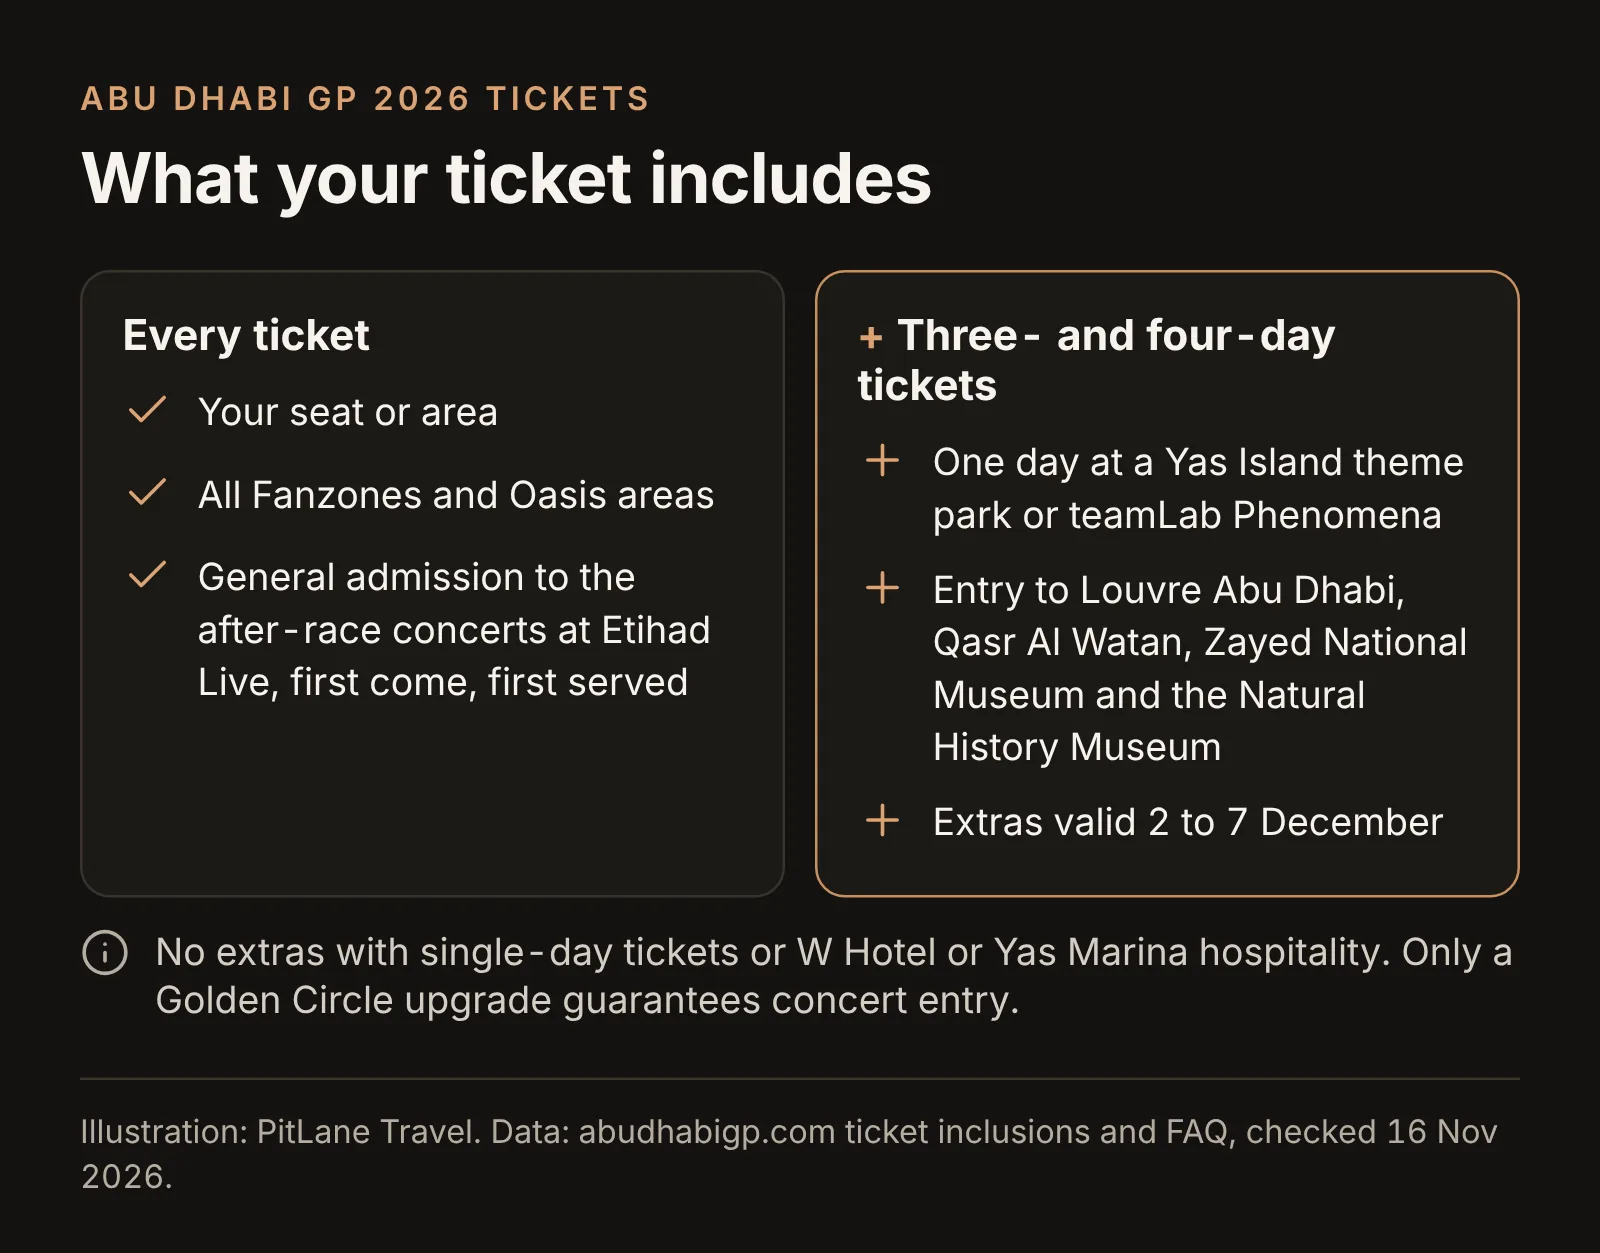 ABU DHABI GP 2026 TICKETS
What your ticket includes
Every ticket
Your seat or area
All Fanzones and Oasis areas
General admission to the
after-race concerts at Etihad
Live, first come, first served
+ Three- and four-day
tickets
One day at a Yas Island theme
park or teamLab Phenomena
Entry to Louvre Abu Dhabi,
Qasr Al Watan, Zayed National
Museum and the Natural
History Museum
Extras valid 2 to 7 December
No extras with single-day tickets or W Hotel or Yas Marina hospitality. Only a
Golden Circle upgrade guarantees concert entry.
Illustration: PitLane Travel. Data: abudhabigp.com ticket inclusions and FAQ, checked 16 Nov
2026.